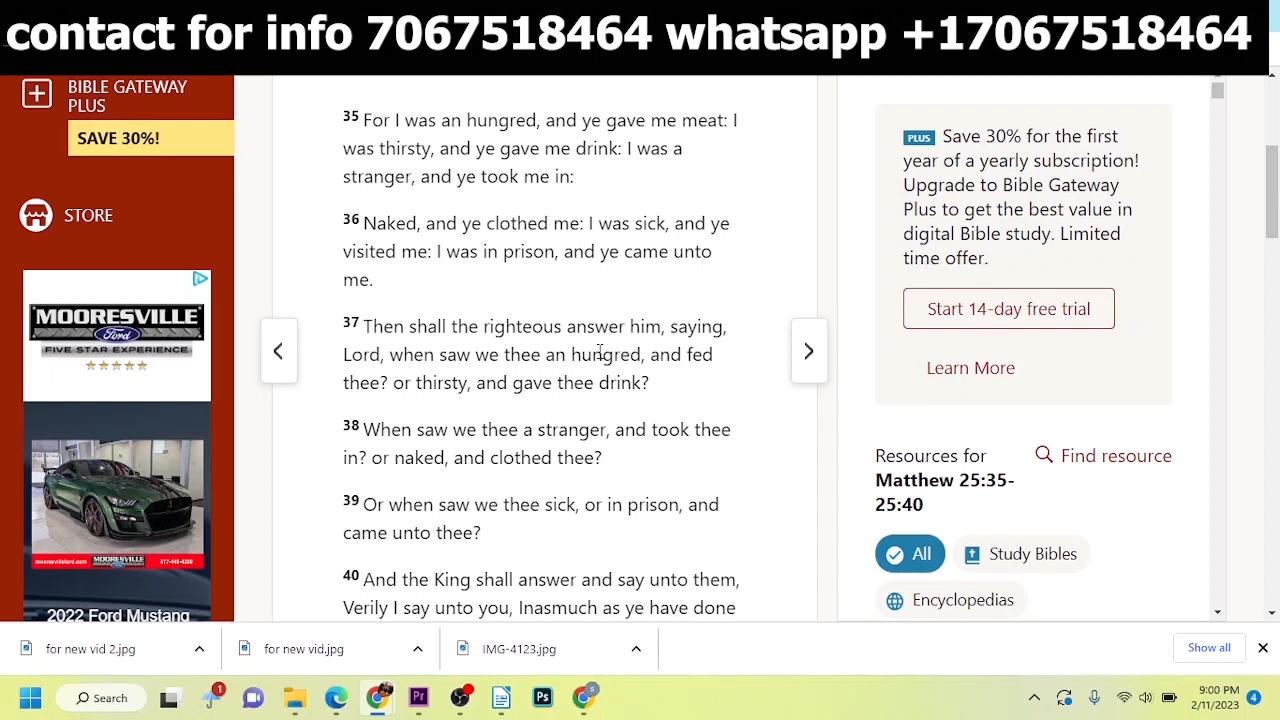 contact for info 7067518464 whatsapp +17067518464
BIBLE GATEWAY
PLUS
SAVE 30%!
STORE
MOORESVILLE
Ford
FIVE STAR EXPERIENCE
mooresvilleford.com MOORESVILLE
2022 Ford Mustang
35 For I was an hungred, and ye gave me meat: I
was thirsty, and ye gave me drink: I was a
stranger, and ye took me in:
36 Naked, and ye clothed me: I was sick, and ye
visited me: I was in prison, and ye came unto
me.
37 Then shall the righteous answer him, saying,
Lord, when saw we thee an hungred, and fed
thee? or thirsty, and gave thee drink?
38 When saw we thee a stranger, and took thee
in? or naked, and clothed thee?
39 Or when saw we thee sick, or in prison, and
came unto thee?
40 And the King shall answer and say unto them,
Verily I say unto you, Inasmuch as ye have done
PLUS Save 30% for the first
year of a yearly subscription!
Upgrade to Bible Gateway
Plus to get the best value in
digital Bible study. Limited
time offer.
Start 14-day free trial
Learn More
Resources for
Matthew 25:35-
25:40
Find resource
All
Study Bibles
Encyclopedias
for new vid 2.jpg
for new vid.jpg
IMG-4123.jpg
Show all
Search
1
Pr
Ps
S
9:00 PM
2/11/2023
4